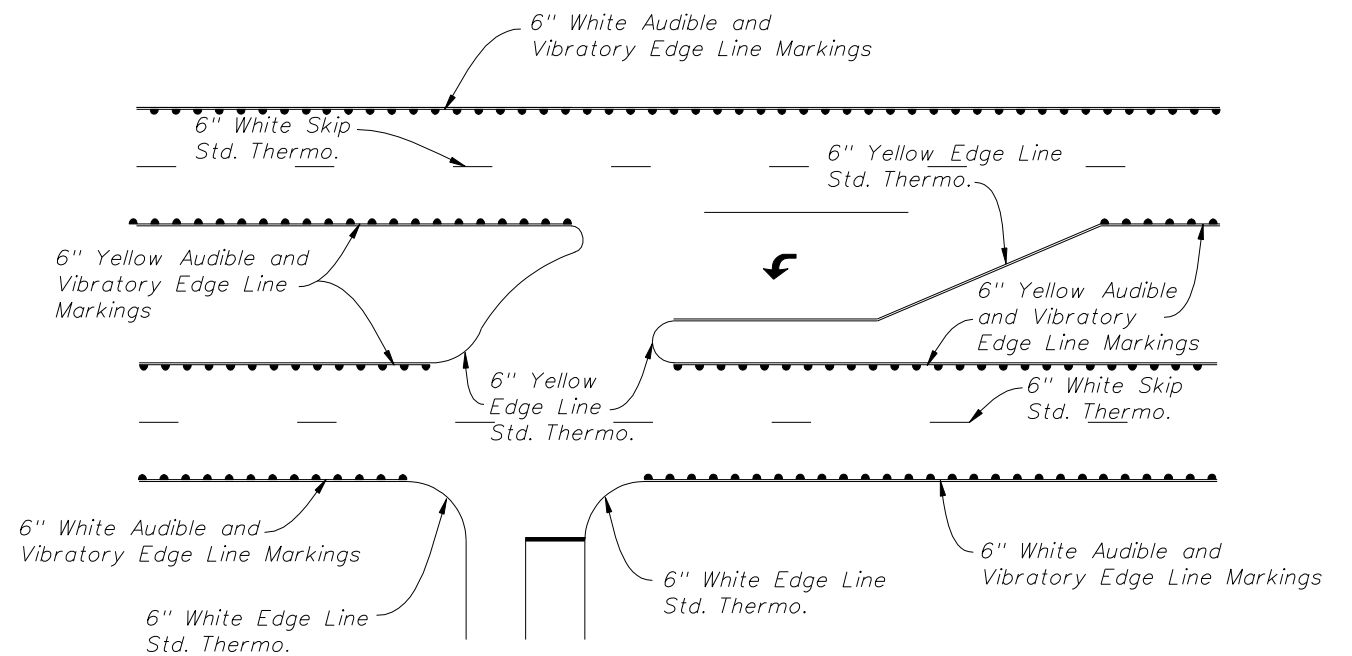 6" White Audible and
Vibratory Edge Line Markings
6" White Skip
Std. Thermo.
6" Yellow Edge Line
Std. Thermo.
6" Yellow Audible and
Vibratory Edge Line
Markings
6" Yellow Audible
and Vibratory
Edge Line Markings
6" Yellow
Edge Line
Std. Thermo.
6" White Skip
Std. Thermo.
6" White Audible and
Vibratory Edge Line Markings
6" White Audible and
Vibratory Edge Line Markings
6" White Edge Line
Std. Thermo.
6" White Edge Line
Std. Thermo.